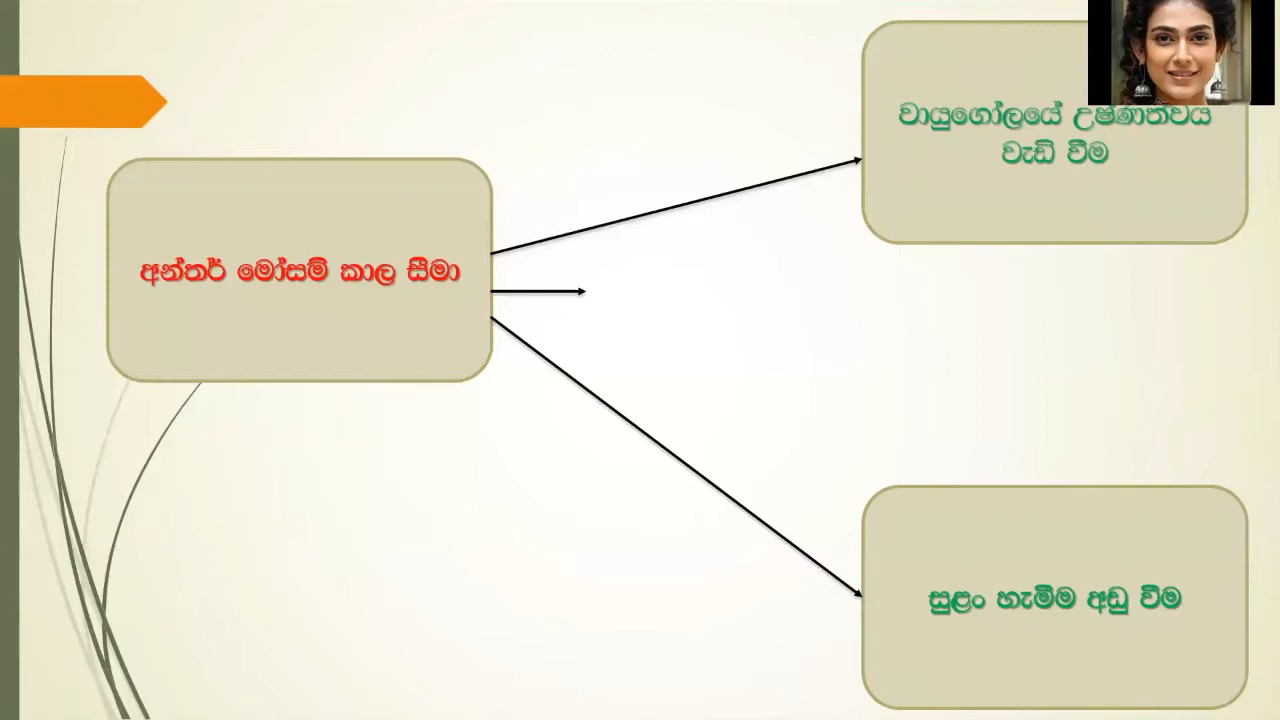 අන්තර් මෝසම් කාල සීමා
වායුගෝලයේ උෂ්ණත්වය
වැඩි වීම
සුළං හැමීම අඩු වීම